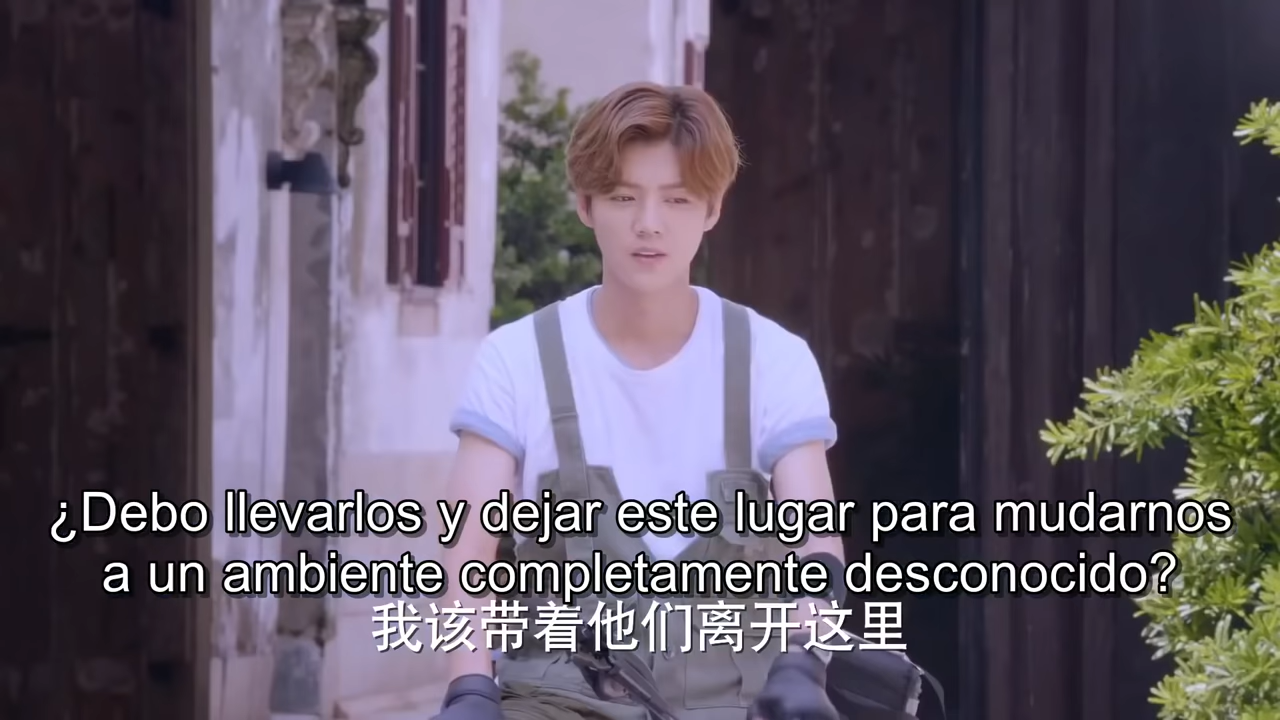 ¿Debo llevarlos y dejar este lugar para mudarnos
a un ambiente completamente desconocido?
我该带着他们离开这里